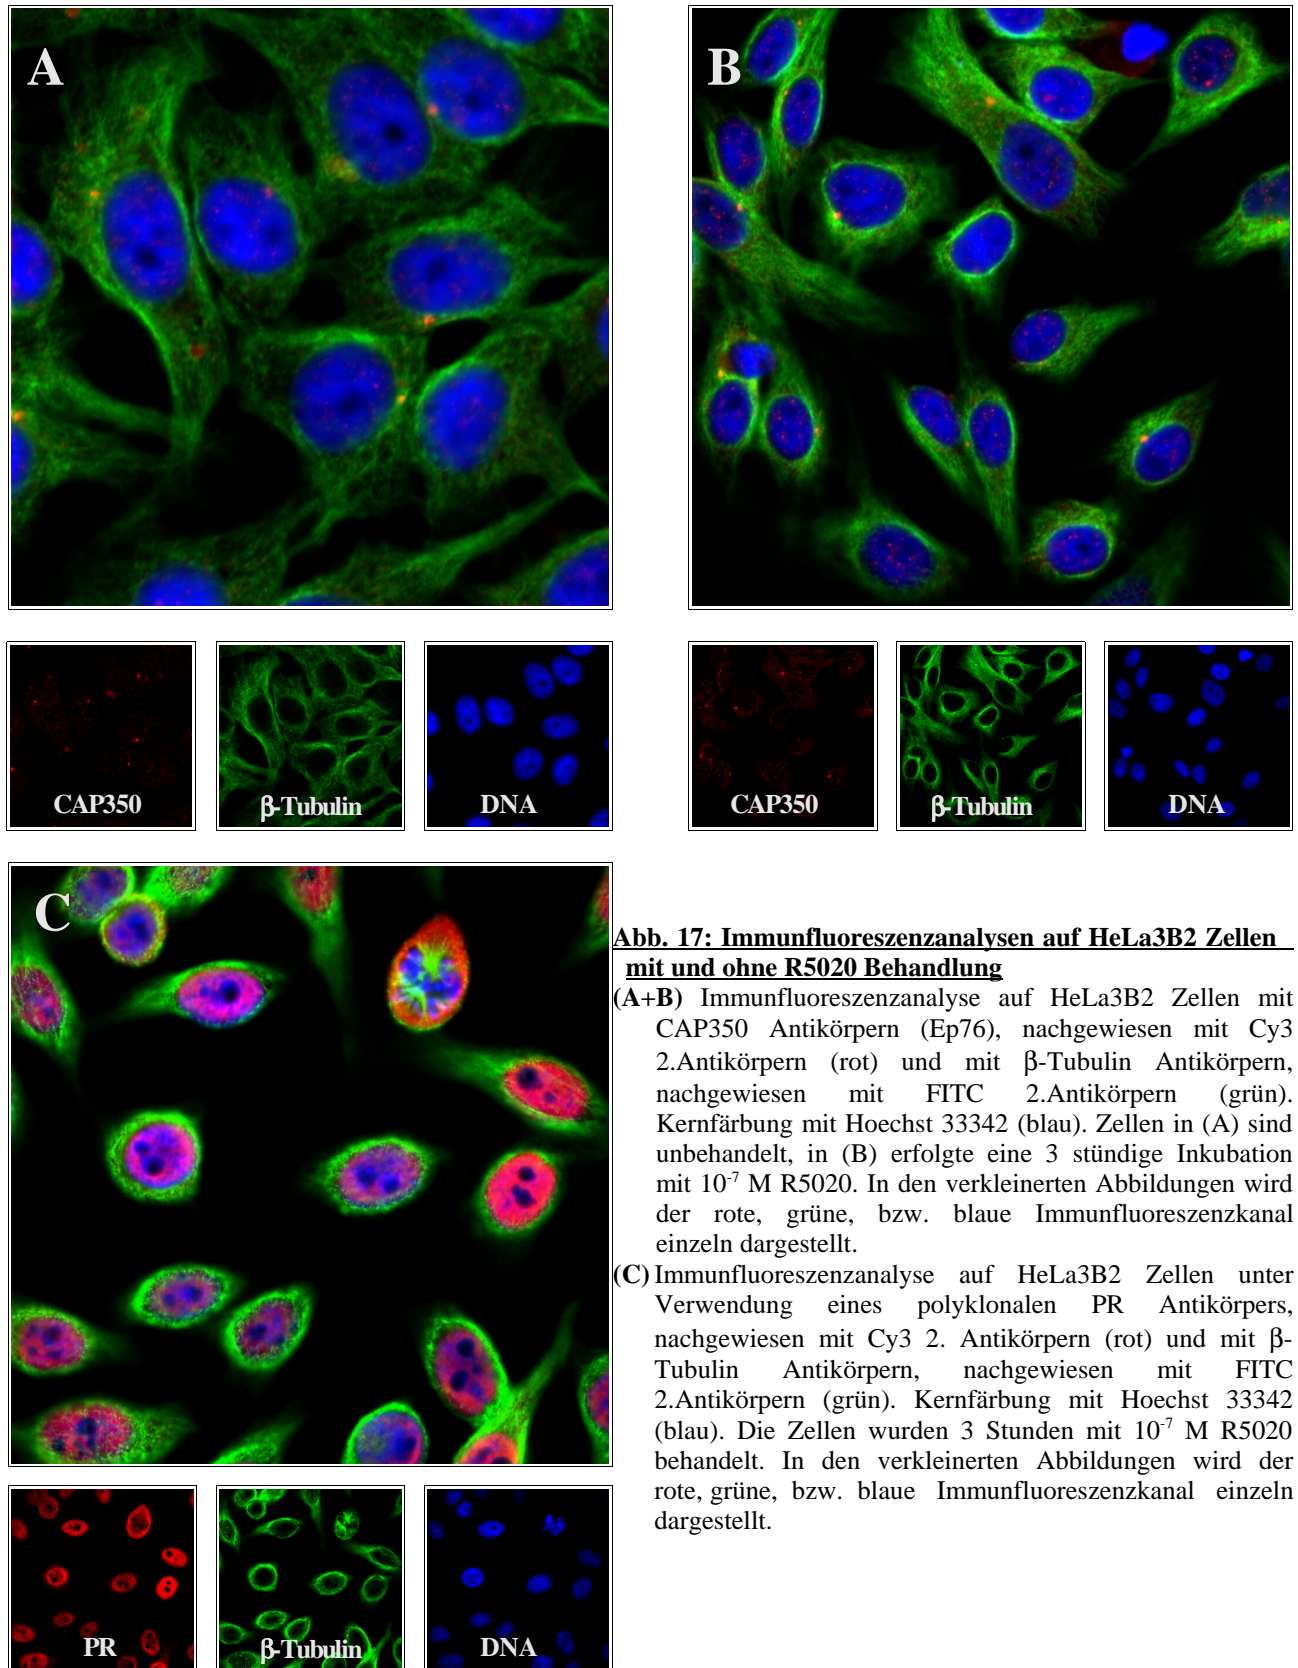 A
B
CAP350
β-Tubulin
DNA
CAP350
β-Tubulin
DNA
C
PR
β-Tubulin
DNA
Abb. 17: Immunfluoreszenzanalysen auf HeLa3B2 Zellen
mit und ohne R5020 Behandlung
(A+B) Immunfluoreszenzanalyse auf HeLa3B2 Zellen mit
CAP350 Antikörpern (Ep76), nachgewiesen mit Cy3
2.Antikörpern (rot) und mit β-Tubulin Antikörpern,
nachgewiesen mit FITC 2.Antikörpern (grün).
Kernfärbung mit Hoechst 33342 (blau). Zellen in (A) sind
unbehandelt, in (B) erfolgte eine 3 stündige Inkubation
mit 10⁻⁷ M R5020. In den verkleinerten Abbildungen wird
der rote, grüne, bzw. blaue Immunfluoreszenzkanal
einzeln dargestellt.
(C) Immunfluoreszenzanalyse auf HeLa3B2 Zellen unter
Verwendung eines polyklonalen PR Antikörpers,
nachgewiesen mit Cy3 2. Antikörpern (rot) und mit β-
Tubulin Antikörpern, nachgewiesen mit FITC
2.Antikörpern (grün). Kernfärbung mit Hoechst 33342
(blau). Die Zellen wurden 3 Stunden mit 10⁻⁷ M R5020
behandelt. In den verkleinerten Abbildungen wird der
rote, grüne, bzw. blaue Immunfluoreszenzkanal einzeln
dargestellt.